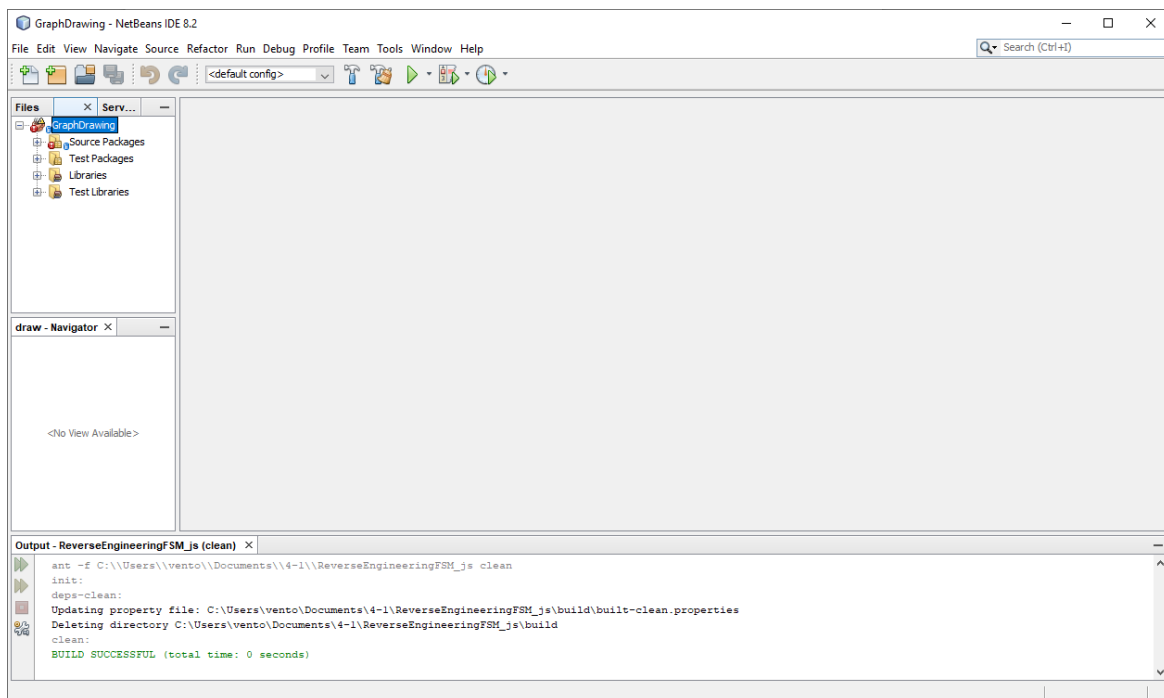 GraphDrawing - NetBeans IDE 8.2
File Edit View Navigate Source Refactor Run Debug Profile Team Tools Window Help
Search (Ctrl+I)
<default config>
Files Serv...
GraphDrawing
Source Packages
Test Packages
Libraries
Test Libraries
draw - Navigator
<No View Available>
Output - ReverseEngineeringFSM_js (clean)
ant -f C:\\Users\\vento\\Documents\\4-1\\ReverseEngineeringFSM_js clean
init:
deps-clean:
Updating property file: C:\Users\vento\Documents\4-1\ReverseEngineeringFSM_js\build\built-clean.properties
Deleting directory C:\Users\vento\Documents\4-1\ReverseEngineeringFSM_js\build
clean:
BUILD SUCCESSFUL (total time: 0 seconds)